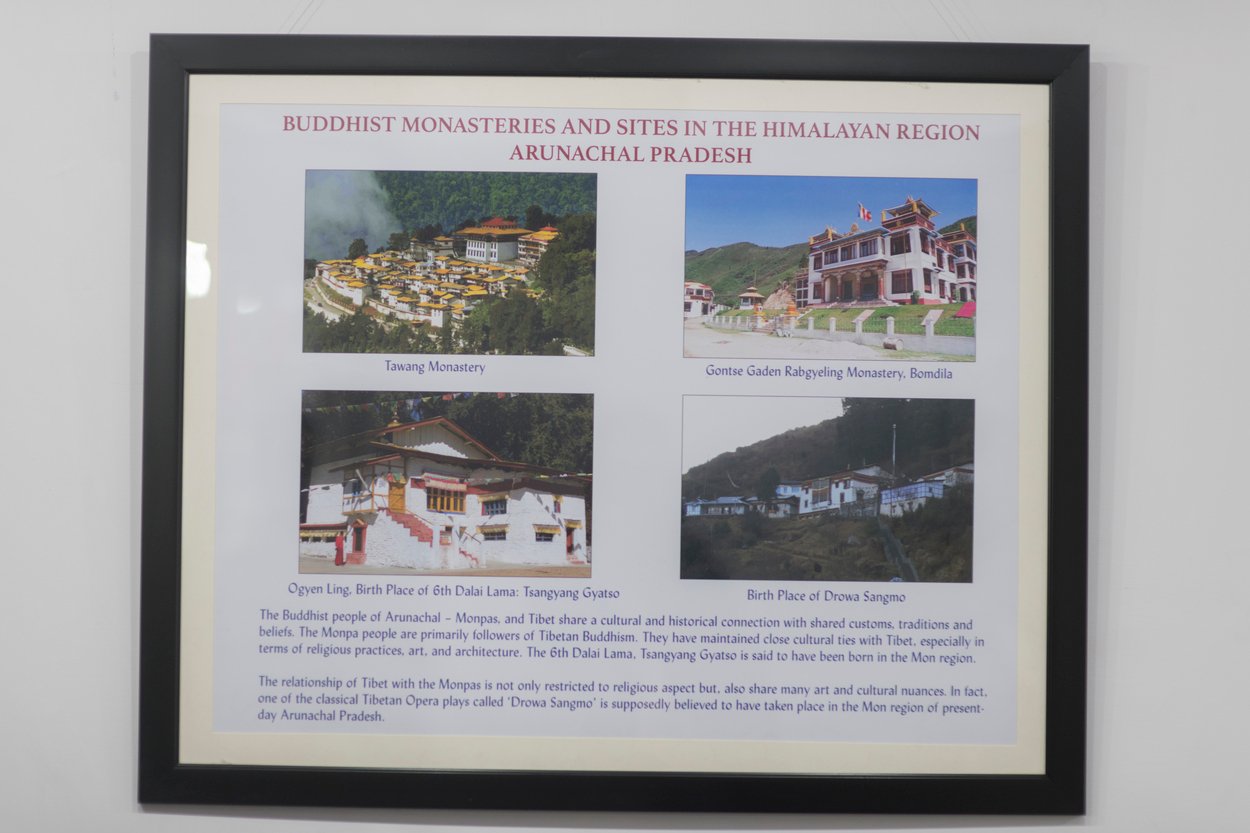 BUDDHIST MONASTERIES AND SITES IN THE HIMALAYAN REGION
ARUNACHAL PRADESH
Tawang Monastery
Gontse Gaden Rabgyeling Monastery, Bomdila
Ogyen Ling, Birth Place of 6th Dalai Lama: Tsangyang Gyatso
Birth Place of Drowa Sangmo
The Buddhist people of Arunachal – Monpas, and Tibet share a cultural and historical connection with shared customs, traditions and
beliefs. The Monpa people are primarily followers of Tibetan Buddhism. They have maintained close cultural ties with Tibet, especially in
terms of religious practices, art, and architecture. The 6th Dalai Lama, Tsangyang Gyatso is said to have been born in the Mon region.
The relationship of Tibet with the Monpas is not only restricted to religious aspect but, also share many art and cultural nuances. In fact,
one of the classical Tibetan Opera plays called ‘Drowa Sangmo’ is supposedly believed to have taken place in the Mon region of present-
day Arunachal Pradesh.